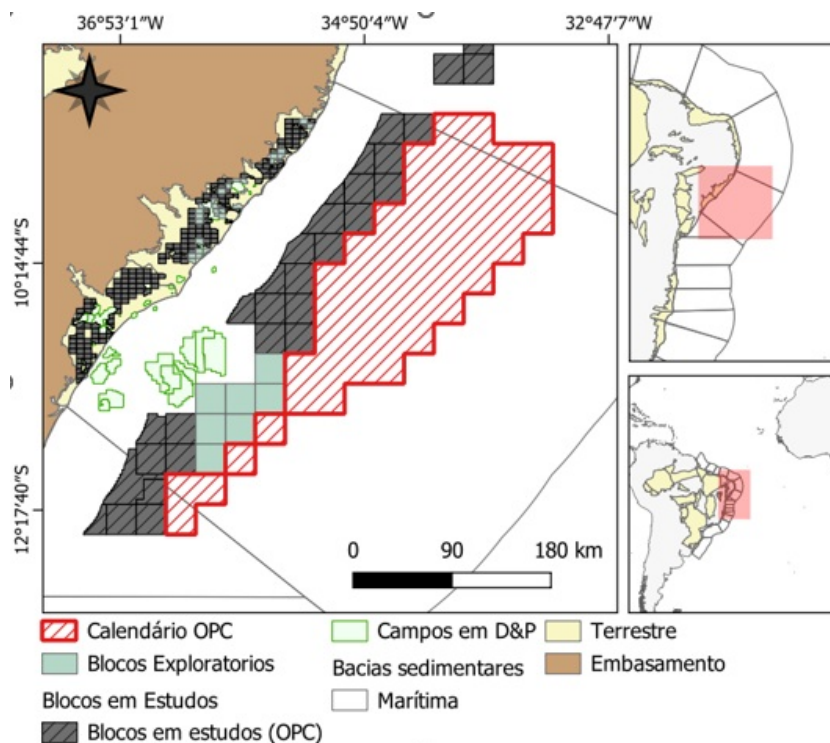 36°53′1″W 34°50′4″W 32°47′7″W
10°14′44″S
12°17′40″S
0 90 180 km
Calendário OPC
Blocos Exploratorios
Blocos em Estudos
Blocos em estudos (OPC)
Campos em D&P
Bacias sedimentares
Marítima
Terrestre
Embasamento